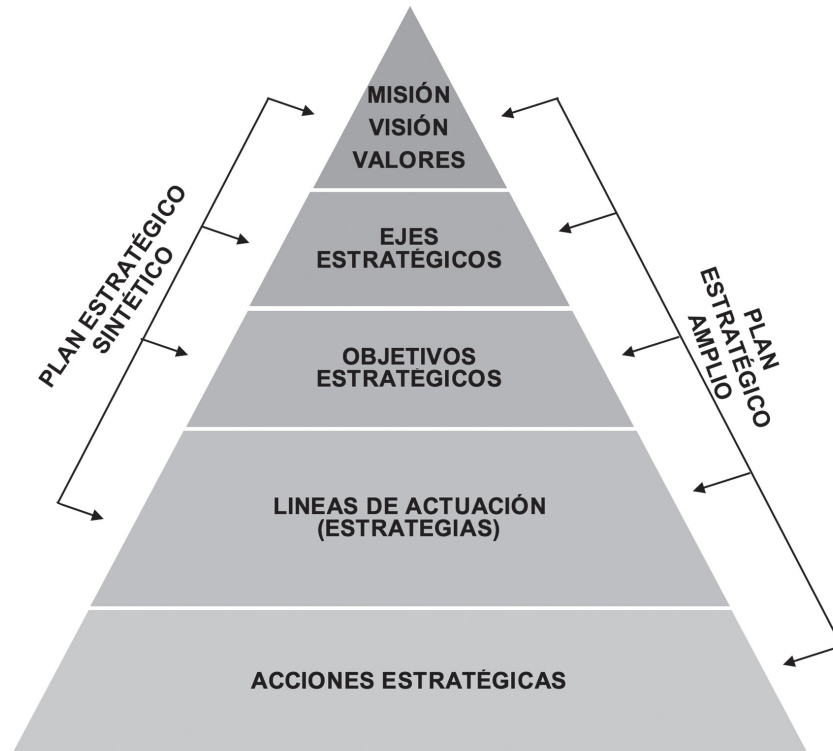 MISIÓN
VISIÓN
VALORES
EJES
ESTRATÉGICOS
OBJETIVOS
ESTRATÉGICOS
LINEAS DE ACTUACIÓN
(ESTRATEGIAS)
ACCIONES ESTRATÉGICAS
PLAN ESTRATÉGICO
SINTÉTICO
PLAN
ESTRATÉGICO
AMPLIO